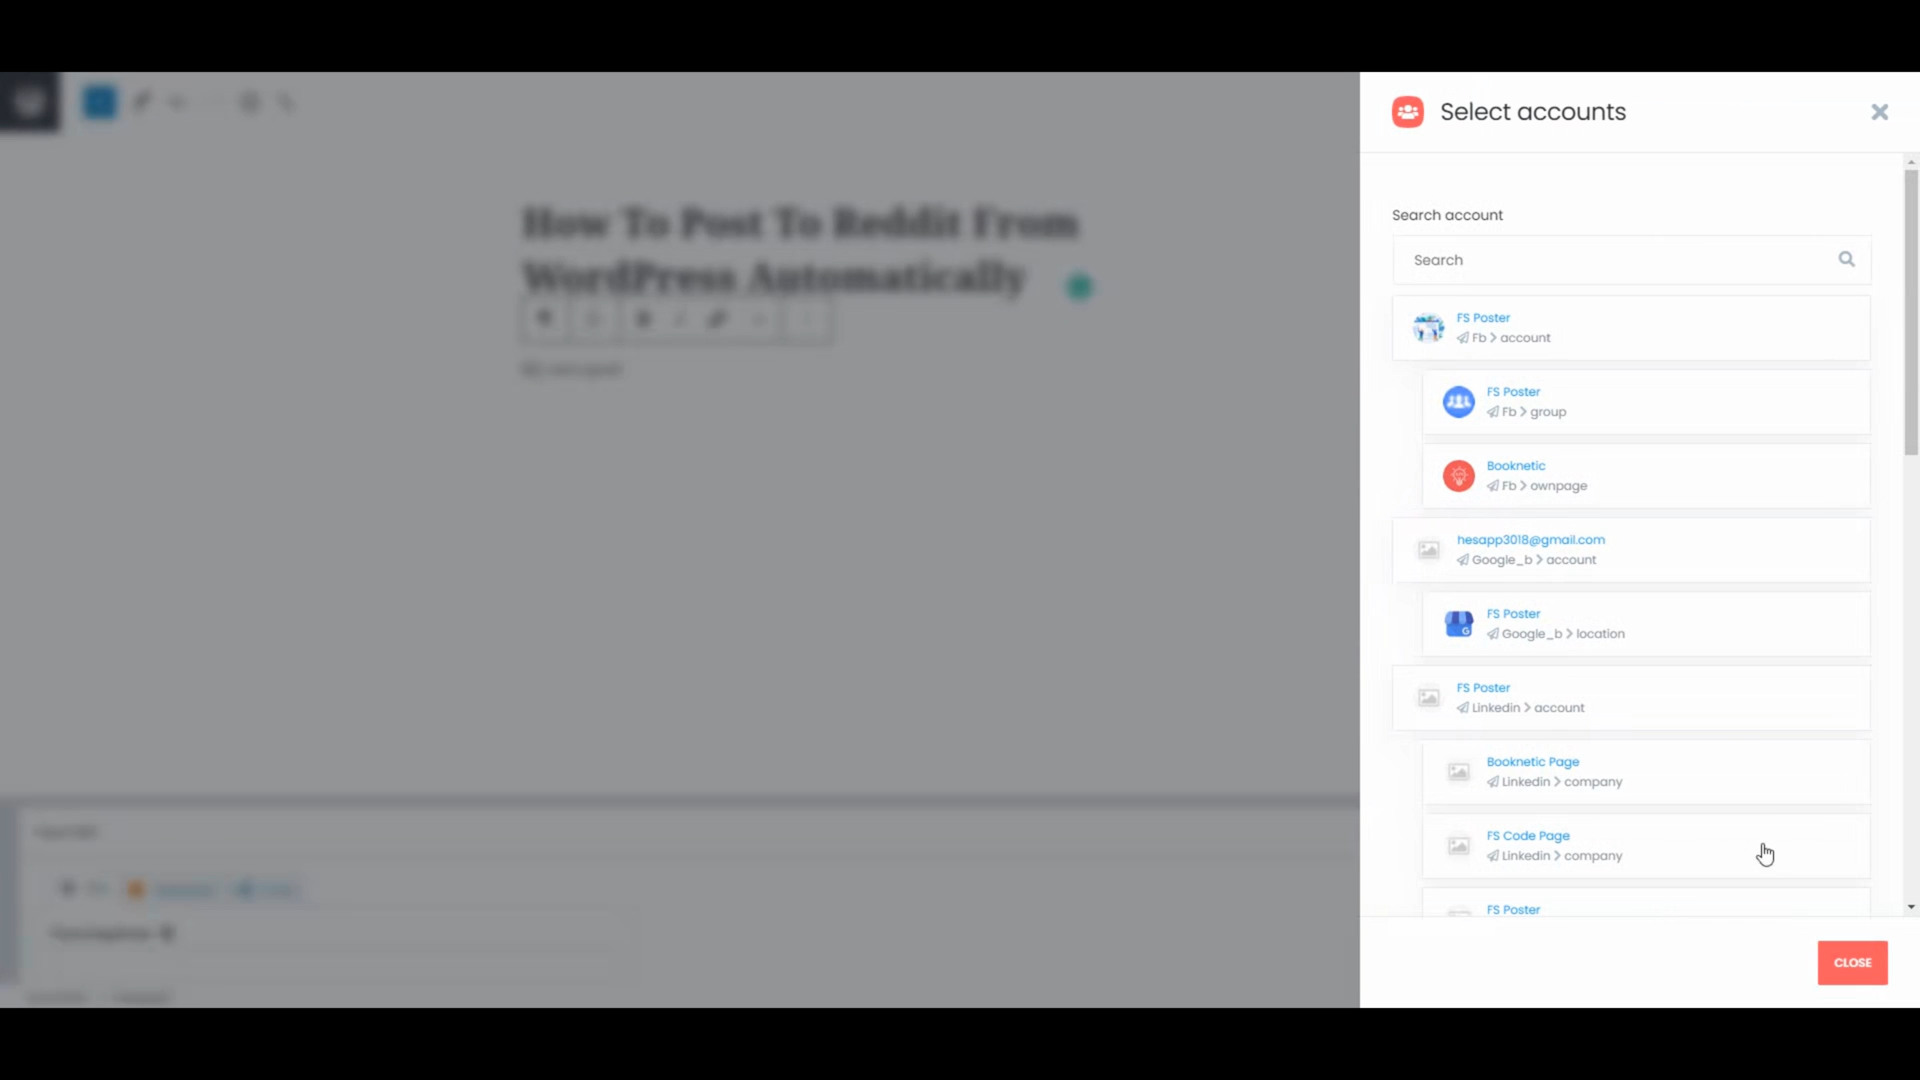 How To Post To Reddit From
WordPress Automatically
Select accounts
Search account
Search
FS Poster
Fb > account
FS Poster
Fb > group
Booknetic
Fb > ownpage
hesapp3018@gmail.com
Google_b > account
FS Poster
Google_b > location
FS Poster
Linkedin > account
Booknetic Page
Linkedin > company
FS Code Page
Linkedin > company
FS Poster
CLOSE